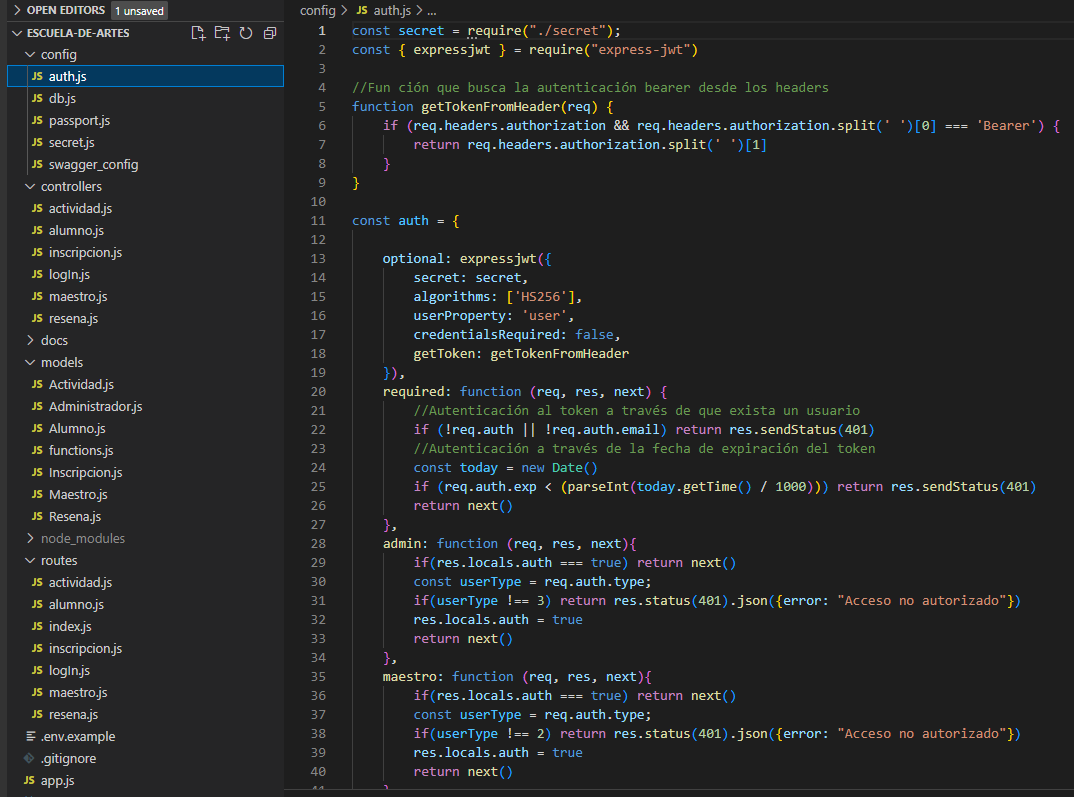 OPEN EDITORS 1 unsaved
ESCUELA-DE-ARTES
config
JS auth.js
JS db.js
JS passport.js
JS secret.js
JS swagger_config
controllers
JS actividad.js
JS alumno.js
JS inscripcion.js
JS logIn.js
JS maestro.js
JS resena.js
docs
models
JS Actividad.js
JS Administrador.js
JS Alumno.js
JS functions.js
JS Inscripcion.js
JS Maestro.js
JS Resena.js
node_modules
routes
JS actividad.js
JS alumno.js
JS index.js
JS inscripcion.js
JS logIn.js
JS maestro.js
JS resena.js
.env.example
.gitignore
JS app.js
config > JS auth.js > ...
1 const secret = require("./secret");
2 const { expressjwt } = require("express-jwt")
3
4 //Fun ción que busca la autenticación bearer desde los headers
5 function getTokenFromHeader(req) {
6 if (req.headers.authorization && req.headers.authorization.split(' ')[0] === 'Bearer') {
7 return req.headers.authorization.split(' ')[1]
8 }
9 }
10
11 const auth = {
12
13 optional: expressjwt({
14 secret: secret,
15 algorithms: ['HS256'],
16 userProperty: 'user',
17 credentialsRequired: false,
18 getToken: getTokenFromHeader
19 }),
20 required: function (req, res, next) {
21 //Autenticación al token a través de que exista un usuario
22 if (!req.auth || !req.auth.email) return res.sendStatus(401)
23 //Autenticación a través de la fecha de expiración del token
24 const today = new Date()
25 if (req.auth.exp < (parseInt(today.getTime() / 1000))) return res.sendStatus(401)
26 return next()
27 },
28 admin: function (req, res, next){
29 if(res.locals.auth === true) return next()
30 const userType = req.auth.type;
31 if(userType !== 3) return res.status(401).json({error: "Acceso no autorizado"})
32 res.locals.auth = true
33 return next()
34 },
35 maestro: function (req, res, next){
36 if(res.locals.auth === true) return next()
37 const userType = req.auth.type;
38 if(userType !== 2) return res.status(401).json({error: "Acceso no autorizado"})
39 res.locals.auth = true
40 return next()